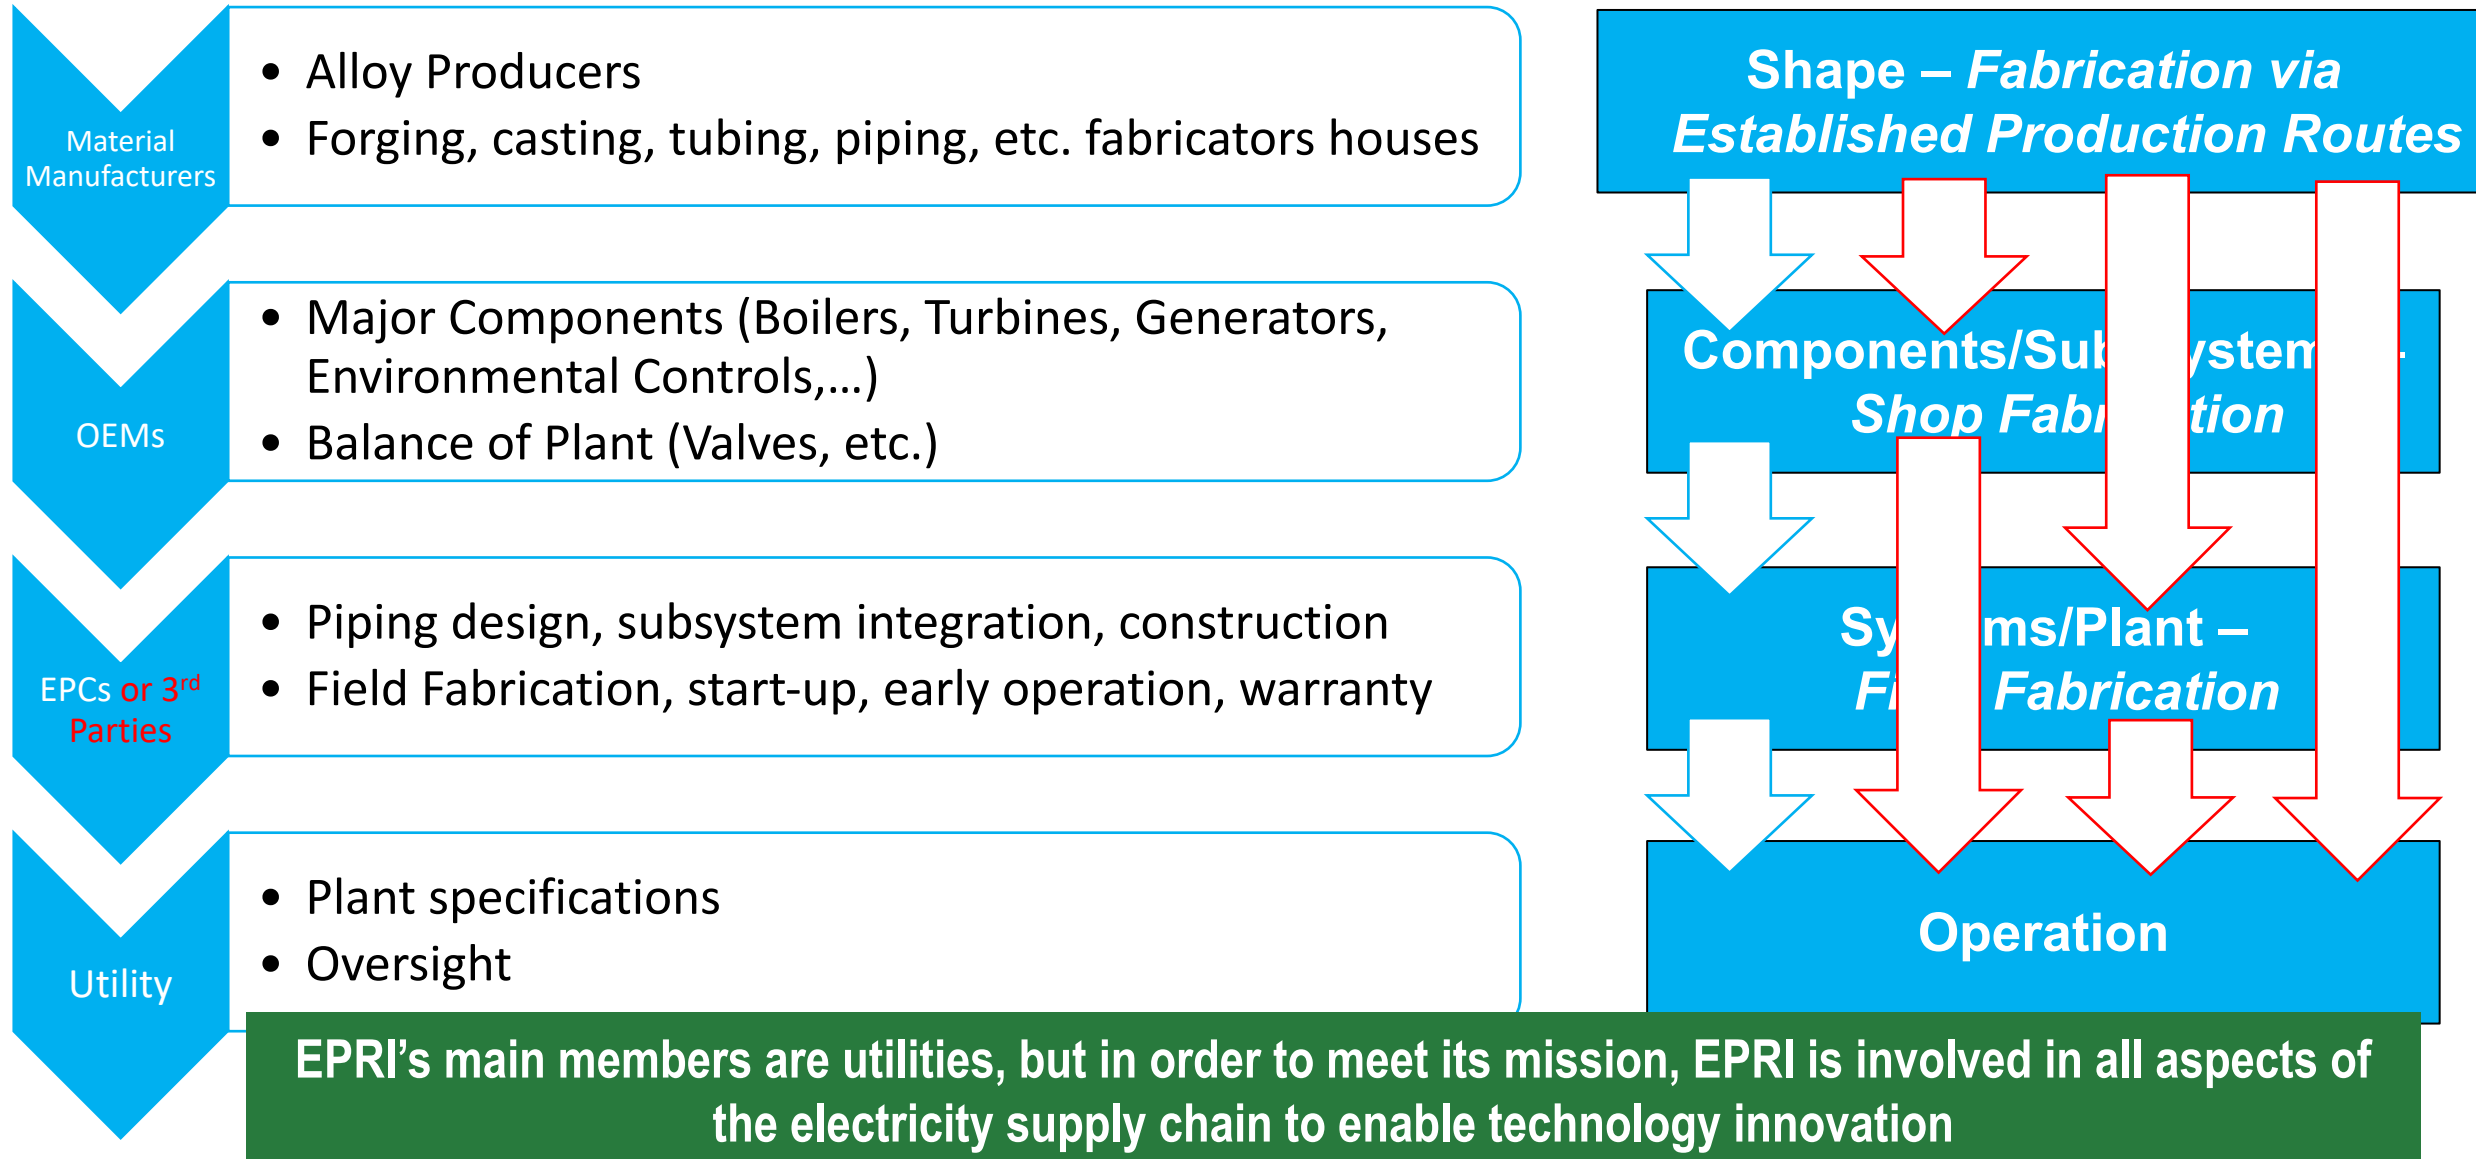 Material
Manufacturers
• Alloy Producers
• Forging, casting, tubing, piping, etc. fabricators houses
OEMs
• Major Components (Boilers, Turbines, Generators,
Environmental Controls,...)
• Balance of Plant (Valves, etc.)
EPCs or 3rd
Parties
• Piping design, subsystem integration, construction
• Field Fabrication, start-up, early operation, warranty
Utility
• Plant specifications
• Oversight
Shape – Fabrication via
Established Production Routes
Shop
Plant –
Fabrication
Operation
EPRI’s main members are utilities, but in order to meet its mission, EPRI is involved in all aspects of
the electricity supply chain to enable technology innovation